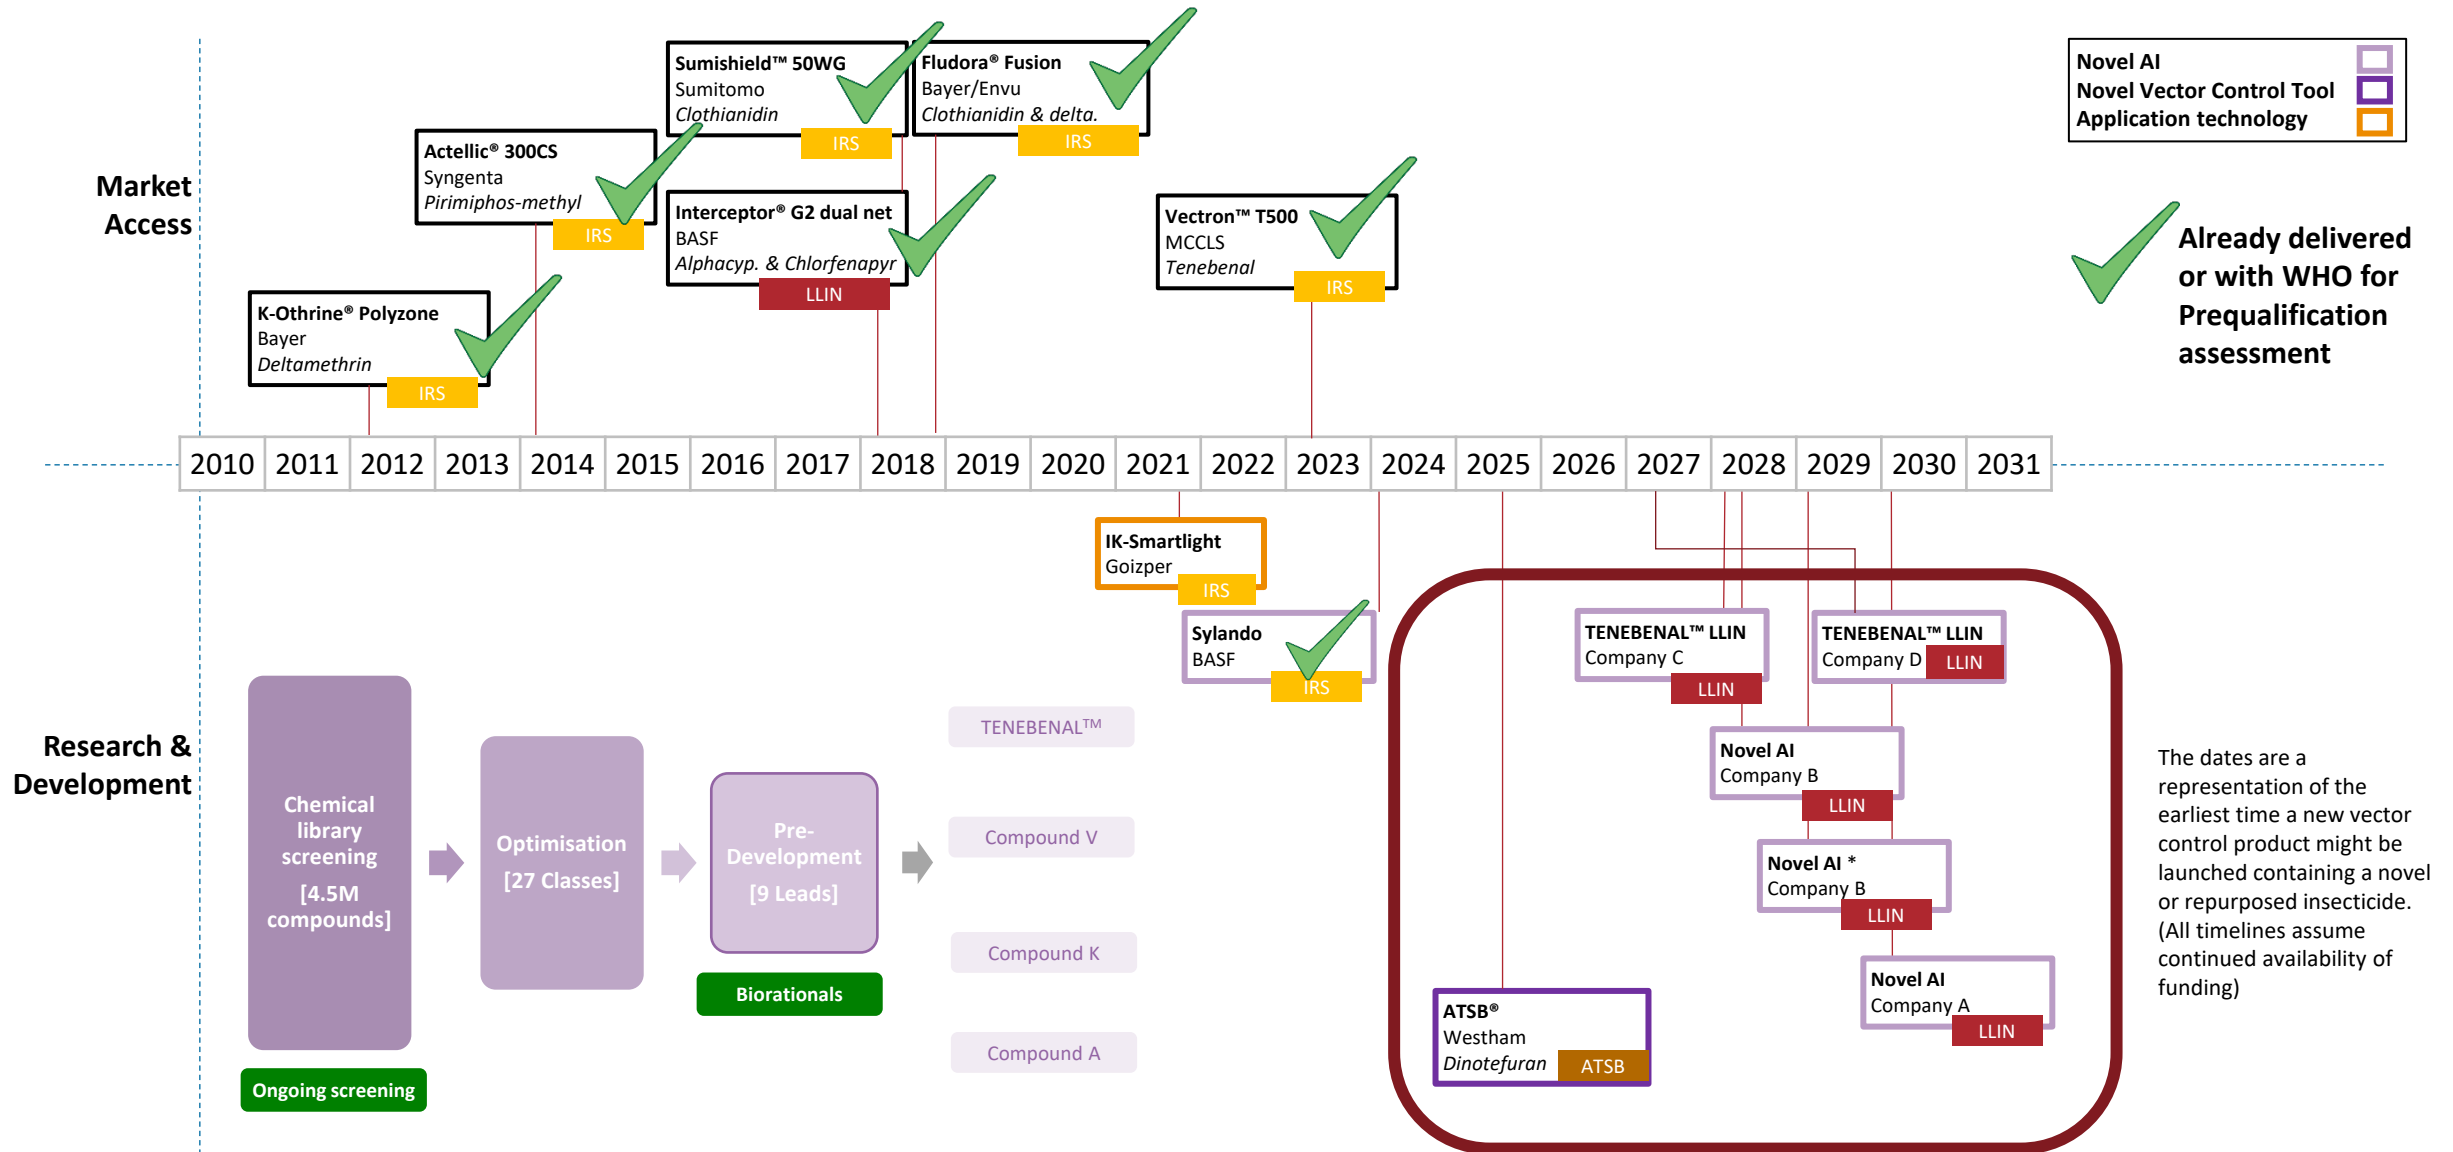 Sumishield™ 50WG
Sumitomo
Clothianidin
IRS
Fludora® Fusion
Bayer/Envu
Clothianidin & delta.
IRS
Novel AI
Novel Vector Control Tool
Application technology
Actellic® 300CS
Syngenta
Pirimiphos-methyl
IRS
Market
Access
Interceptor® G2 dual net
BASF
Alphacyp. & Chlorfenapyr
LLIN
Vectron™ T500
MCCLS
Tenebenal
IRS
Already delivered
or with WHO for
Prequalification
assessment
K-Othrine® Polyzone
Bayer
Deltamethrin
IRS
2010 2011 2012 2013 2014 2015 2016 2017 2018 2019 2020 2021 2022 2023 2024 2025 2026 2027 2028 2029 2030 2031
IK-Smartlight
Goizper
IRS
Sylando
BASF
IRS
TENEBENAL™ LLIN
Company C
LLIN
TENEBENAL™ LLIN
Company D
LLIN
Research &
Development
Chemical
library
screening
[4.5M
compounds]
Ongoing screening
Optimisation
[27 Classes]
Pre-
Development
[9 Leads]
Biorationals
TENEBENAL™
Compound V
Compound K
Compound A
Novel AI
Company B
LLIN
Novel AI *
Company B
LLIN
Novel AI
Company A
LLIN
ATSB®
Westham
Dinotefuran
ATSB
The dates are a
representation of the
earliest time a new vector
control product might be
launched containing a novel
or repurposed insecticide.
(All timelines assume
continued availability of
funding)